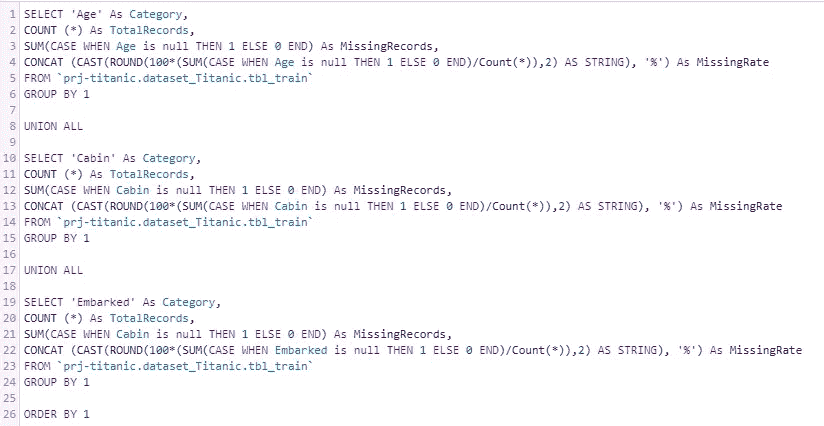 1 SELECT 'Age' As Category,
2 COUNT (*) As TotalRecords,
3 SUM(CASE WHEN Age is null THEN 1 ELSE 0 END) As MissingRecords,
4 CONCAT (CAST(ROUND(100*(SUM(CASE WHEN Age is null THEN 1 ELSE 0 END)/Count(*)),2) AS STRING), '%') As MissingRate
5 FROM `prj-titanic.dataset_Titanic.tbl_train`
6 GROUP BY 1
7
8 UNION ALL
9
10 SELECT 'Cabin' As Category,
11 COUNT (*) As TotalRecords,
12 SUM(CASE WHEN Cabin is null THEN 1 ELSE 0 END) As MissingRecords,
13 CONCAT (CAST(ROUND(100*(SUM(CASE WHEN Cabin is null THEN 1 ELSE 0 END)/Count(*)),2) AS STRING), '%') As MissingRate
14 FROM `prj-titanic.dataset_Titanic.tbl_train`
15 GROUP BY 1
16
17 UNION ALL
18
19 SELECT 'Embarked' As Category,
20 COUNT (*) As TotalRecords,
21 SUM(CASE WHEN Cabin is null THEN 1 ELSE 0 END) As MissingRecords,
22 CONCAT (CAST(ROUND(100*(SUM(CASE WHEN Embarked is null THEN 1 ELSE 0 END)/Count(*)),2) AS STRING), '%') As MissingRate
23 FROM `prj-titanic.dataset_Titanic.tbl_train`
24 GROUP BY 1
25
26 ORDER BY 1